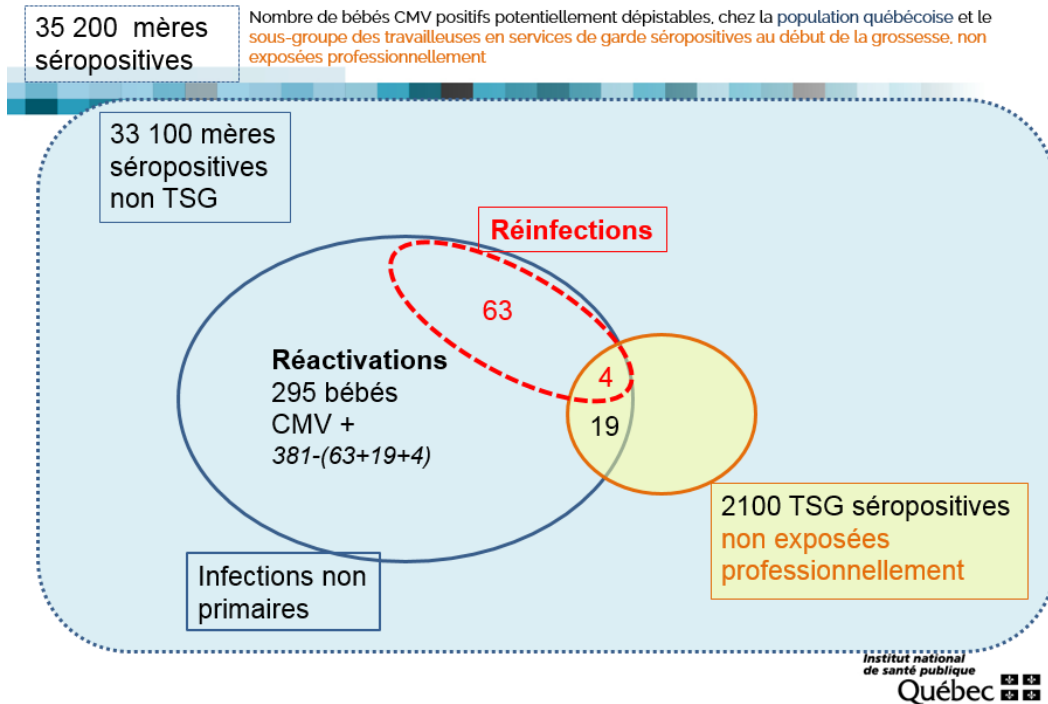 35 200 mères
séropositives
Nombre de bébés CMV positifs potentiellement dépistables, chez la population québécoise et le
sous-groupe des travailleuses en services de garde séropositives au début de la grossesse, non
exposées professionnellement
33 100 mères
séropositives
non TSG
Réinfections
63
Réactivations
295 bébés
CMV +
381-(63+19+4)
4
19
2100 TSG séropositives
non exposées
professionnellement
Infections non
primaires
Institut national
de santé publique
Québec